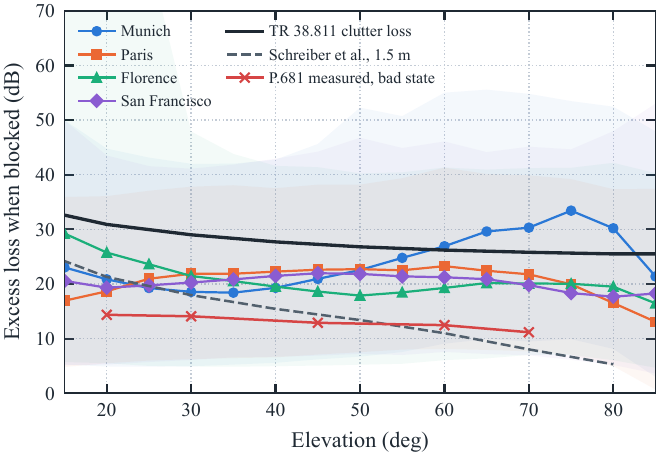 70
60
50
40
30
20
10
0
Excess loss when blocked (dB)
Munich
Paris
Florence
San Francisco
TR 38.811 clutter loss
Schreiber et al., 1.5 m
P.681 measured, bad state
20
30
40
50
60
70
80
Elevation (deg)